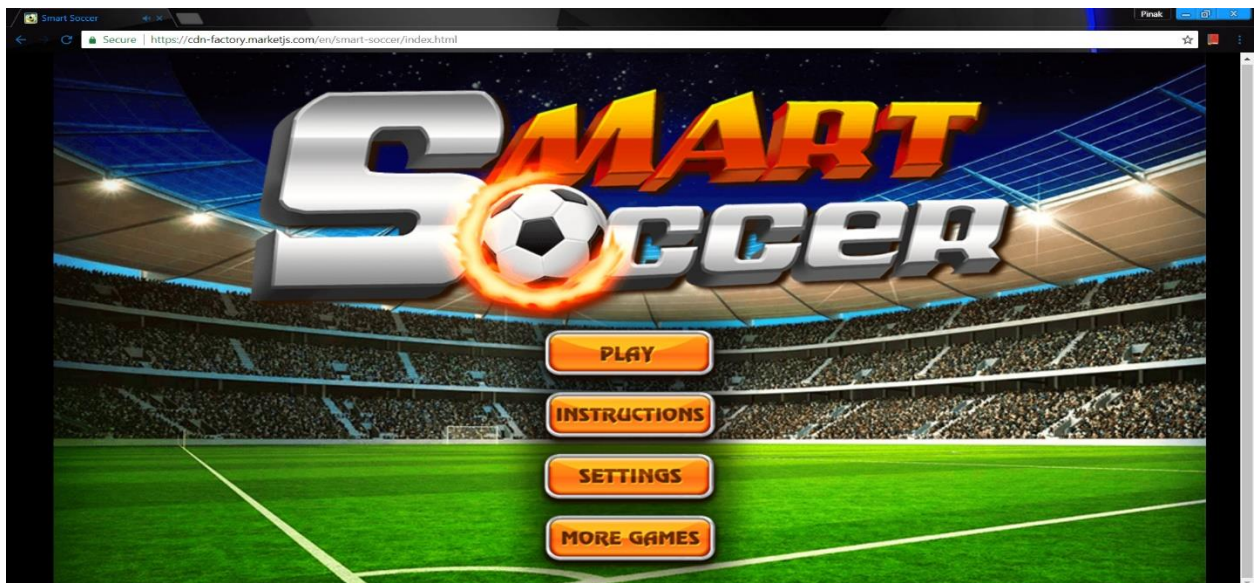 Smart Soccer
Pinak
Secure | https://cdn-factory.marketjs.com/en/smart-soccer/index.html
SMART
SOCCER
PLAY
INSTRUCTIONS
SETTINGS
MORE GAMES